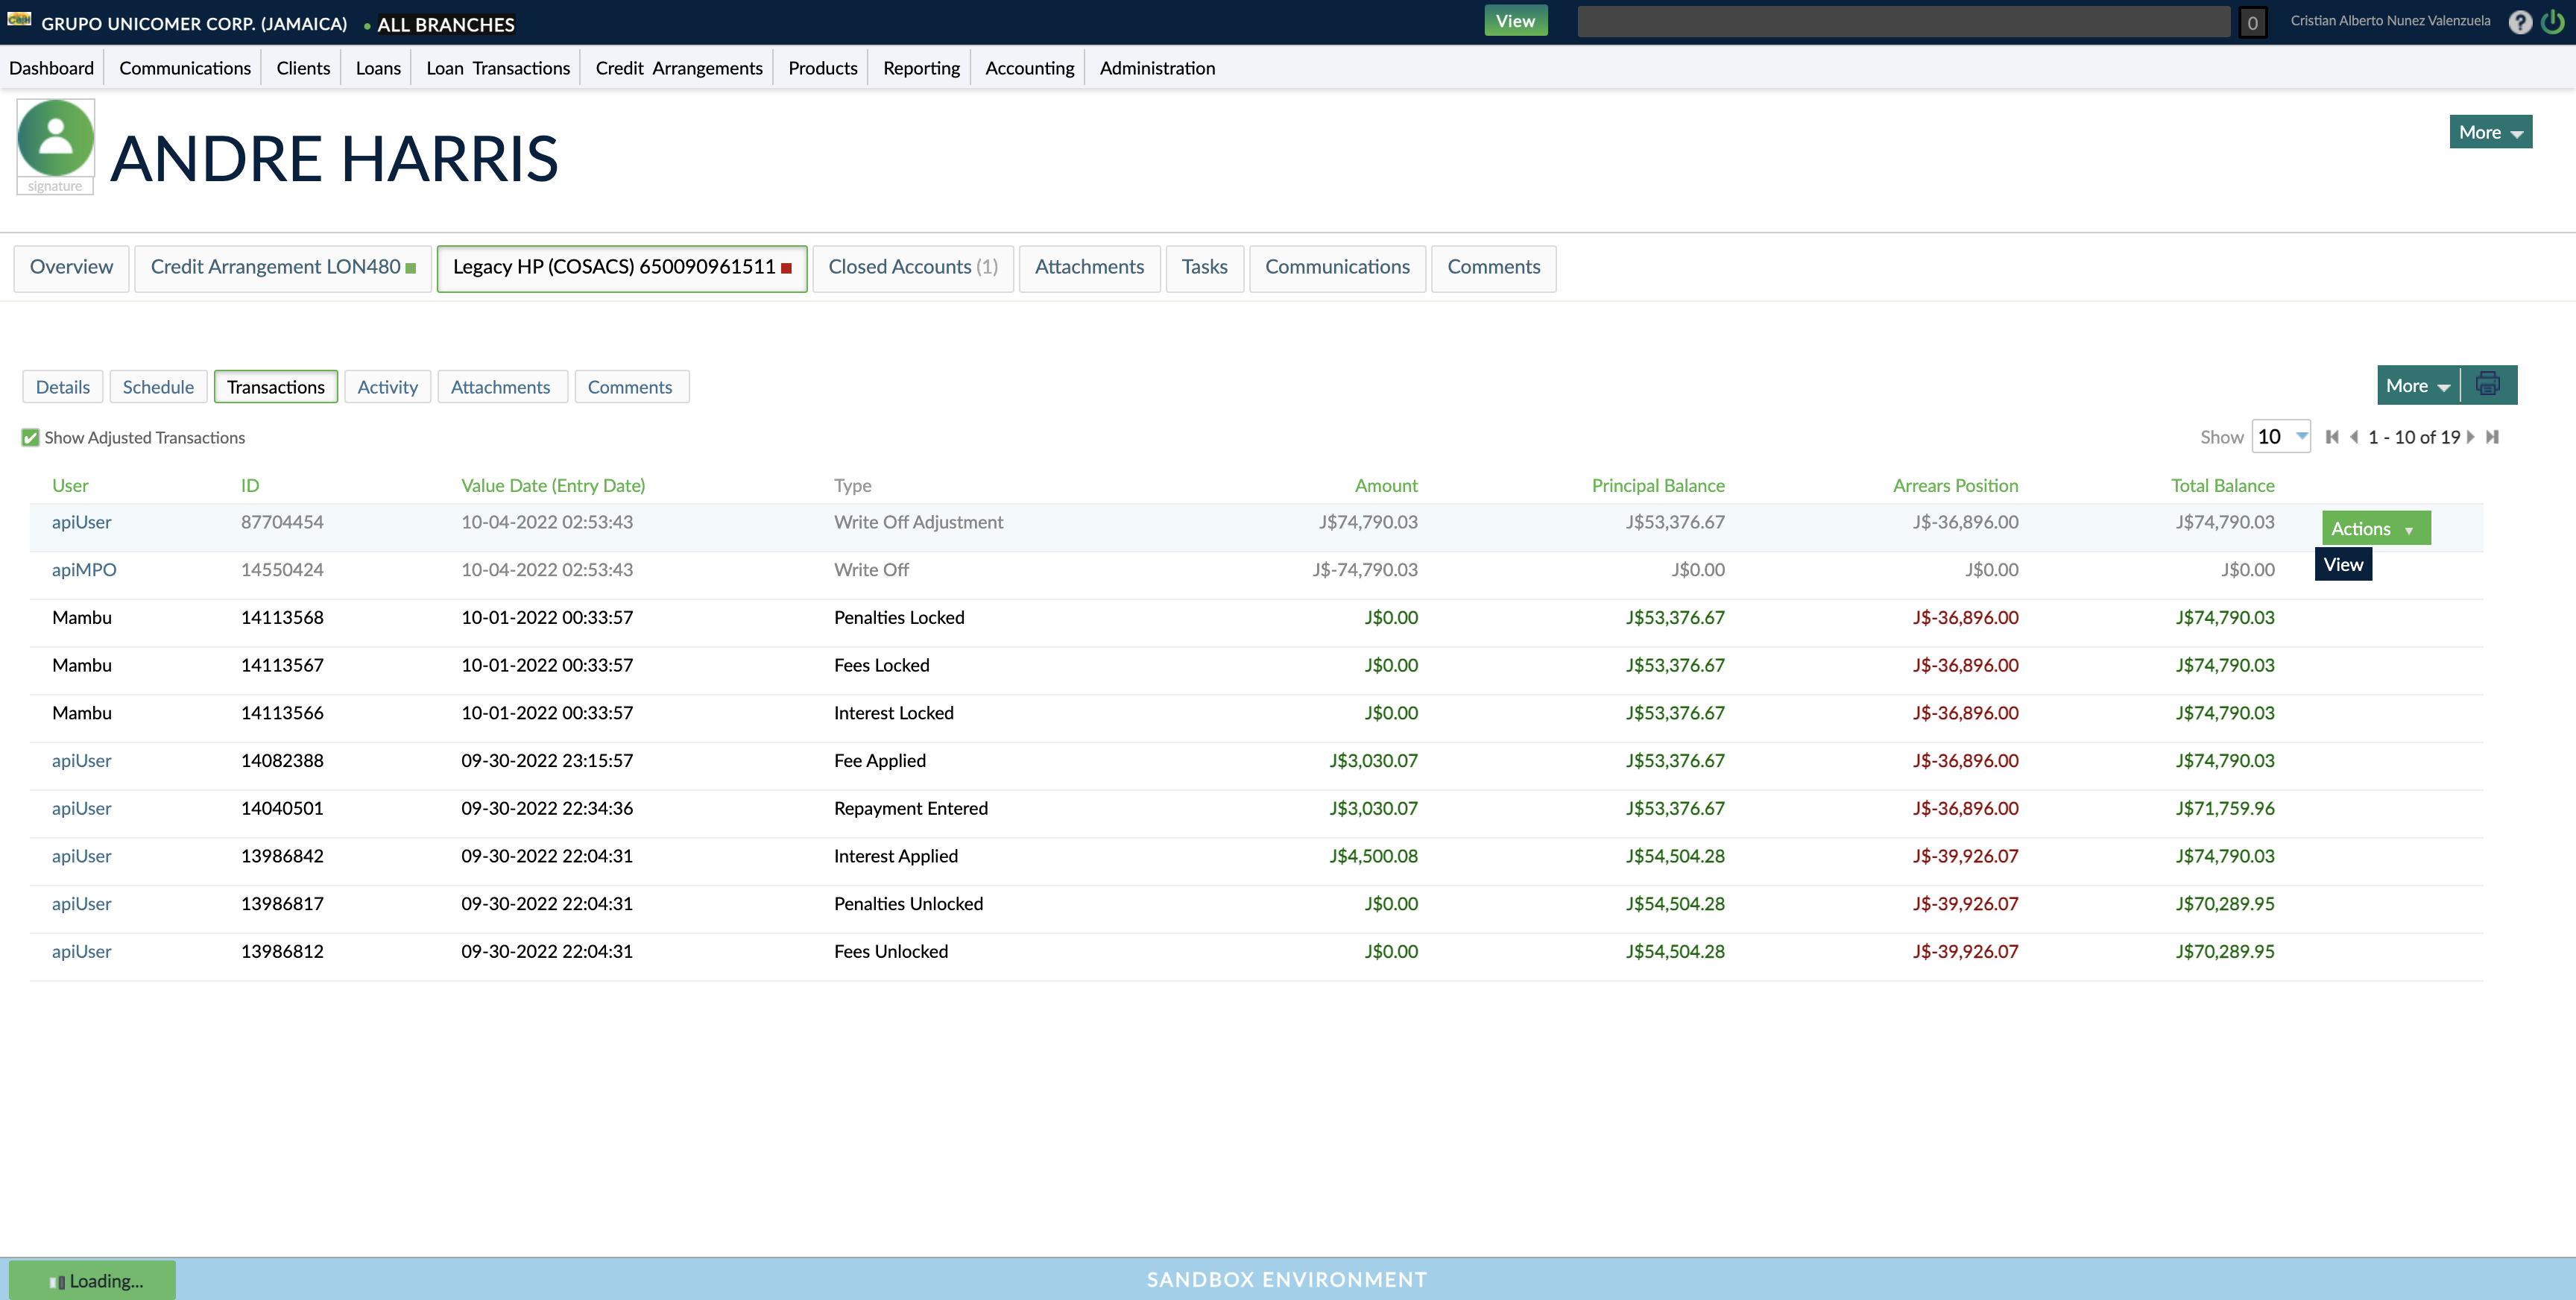 GRUPO UNICOMER CORP. (JAMAICA) • ALL BRANCHES View 0 Cristian Alberto Nunez Valenzuela ?
Dashboard Communications Clients Loans Loan Transactions Credit Arrangements Products Reporting Accounting Administration
signature
ANDRE HARRIS
More
Overview Credit Arrangement LON480 Legacy HP (COSACS) 650090961511 Closed Accounts (1) Attachments Tasks Communications Comments
Details Schedule Transactions Activity Attachments Comments More
Show Adjusted Transactions Show 10 1 - 10 of 19
User ID Value Date (Entry Date) Type Amount Principal Balance Arrears Position Total Balance
apiUser 87704454 10-04-2022 02:53:43 Write Off Adjustment J$74,790.03 J$53,376.67 J$-36,896.00 J$74,790.03 Actions
View
apiMPO 14550424 10-04-2022 02:53:43 Write Off J$-74,790.03 J$0.00 J$0.00 J$0.00
Mambu 14113568 10-01-2022 00:33:57 Penalties Locked J$0.00 J$53,376.67 J$-36,896.00 J$74,790.03
Mambu 14113567 10-01-2022 00:33:57 Fees Locked J$0.00 J$53,376.67 J$-36,896.00 J$74,790.03
Mambu 14113566 10-01-2022 00:33:57 Interest Locked J$0.00 J$53,376.67 J$-36,896.00 J$74,790.03
apiUser 14082388 09-30-2022 23:15:57 Fee Applied J$3,030.07 J$53,376.67 J$-36,896.00 J$74,790.03
apiUser 14040501 09-30-2022 22:34:36 Repayment Entered J$3,030.07 J$53,376.67 J$-36,896.00 J$71,759.96
apiUser 13986842 09-30-2022 22:04:31 Interest Applied J$4,500.08 J$54,504.28 J$-39,926.07 J$74,790.03
apiUser 13986817 09-30-2022 22:04:31 Penalties Unlocked J$0.00 J$54,504.28 J$-39,926.07 J$70,289.95
apiUser 13986812 09-30-2022 22:04:31 Fees Unlocked J$0.00 J$54,504.28 J$-39,926.07 J$70,289.95
Loading... SANDBOX ENVIRONMENT